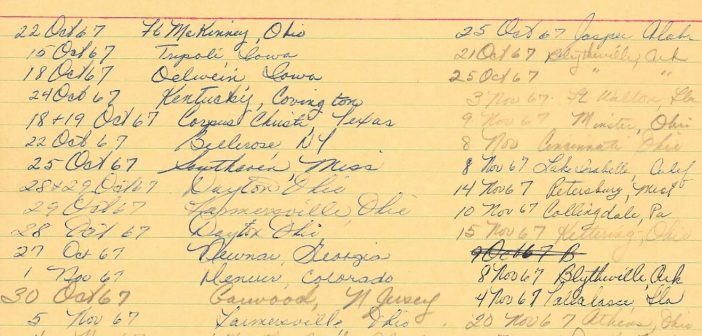 22 Oct 67 Ft McKinney, Ohio
15 Oct 67 Tripoli Iowa
18 Oct 67 Oelwein Iowa
24 Oct 67 Kentucky, Covington
18+19 Oct 67 Corpus Christi, Texas
22 Oct 67 Bellerose, NY
25 Oct 67 Southaven, Miss
28+29 Oct 67 Dayton, Ohio
29 Oct 67 Farmersville, Ohio
28 Oct 67 Dayton Ohio
27 Oct 67 Newnan, Georgia
1 Nov 67 Denver, Colorado
30 Oct 67 Garwood, N Jersey
5 Nov 67 Farmersville Ohio
25 Oct 67 Jasper Alab
21 Oct 67 Blytheville, Ark
25 Oct 67 " "
3 Nov 67 Ft Walton, Fla
9 Nov 67 Minster, Ohio
8 Nov Cincinnati Ohio
8 Nov 67 Lake Calif
14 Nov 67 Petersburg,
10 Nov 67 Collingdale, Pa
15 Nov 67 Kettering, Ohio
9 Oct 67 B
8 Nov 67 Blytheville, Ark
4 Nov 67 Fla
20 Nov 67 Athens, Ohio